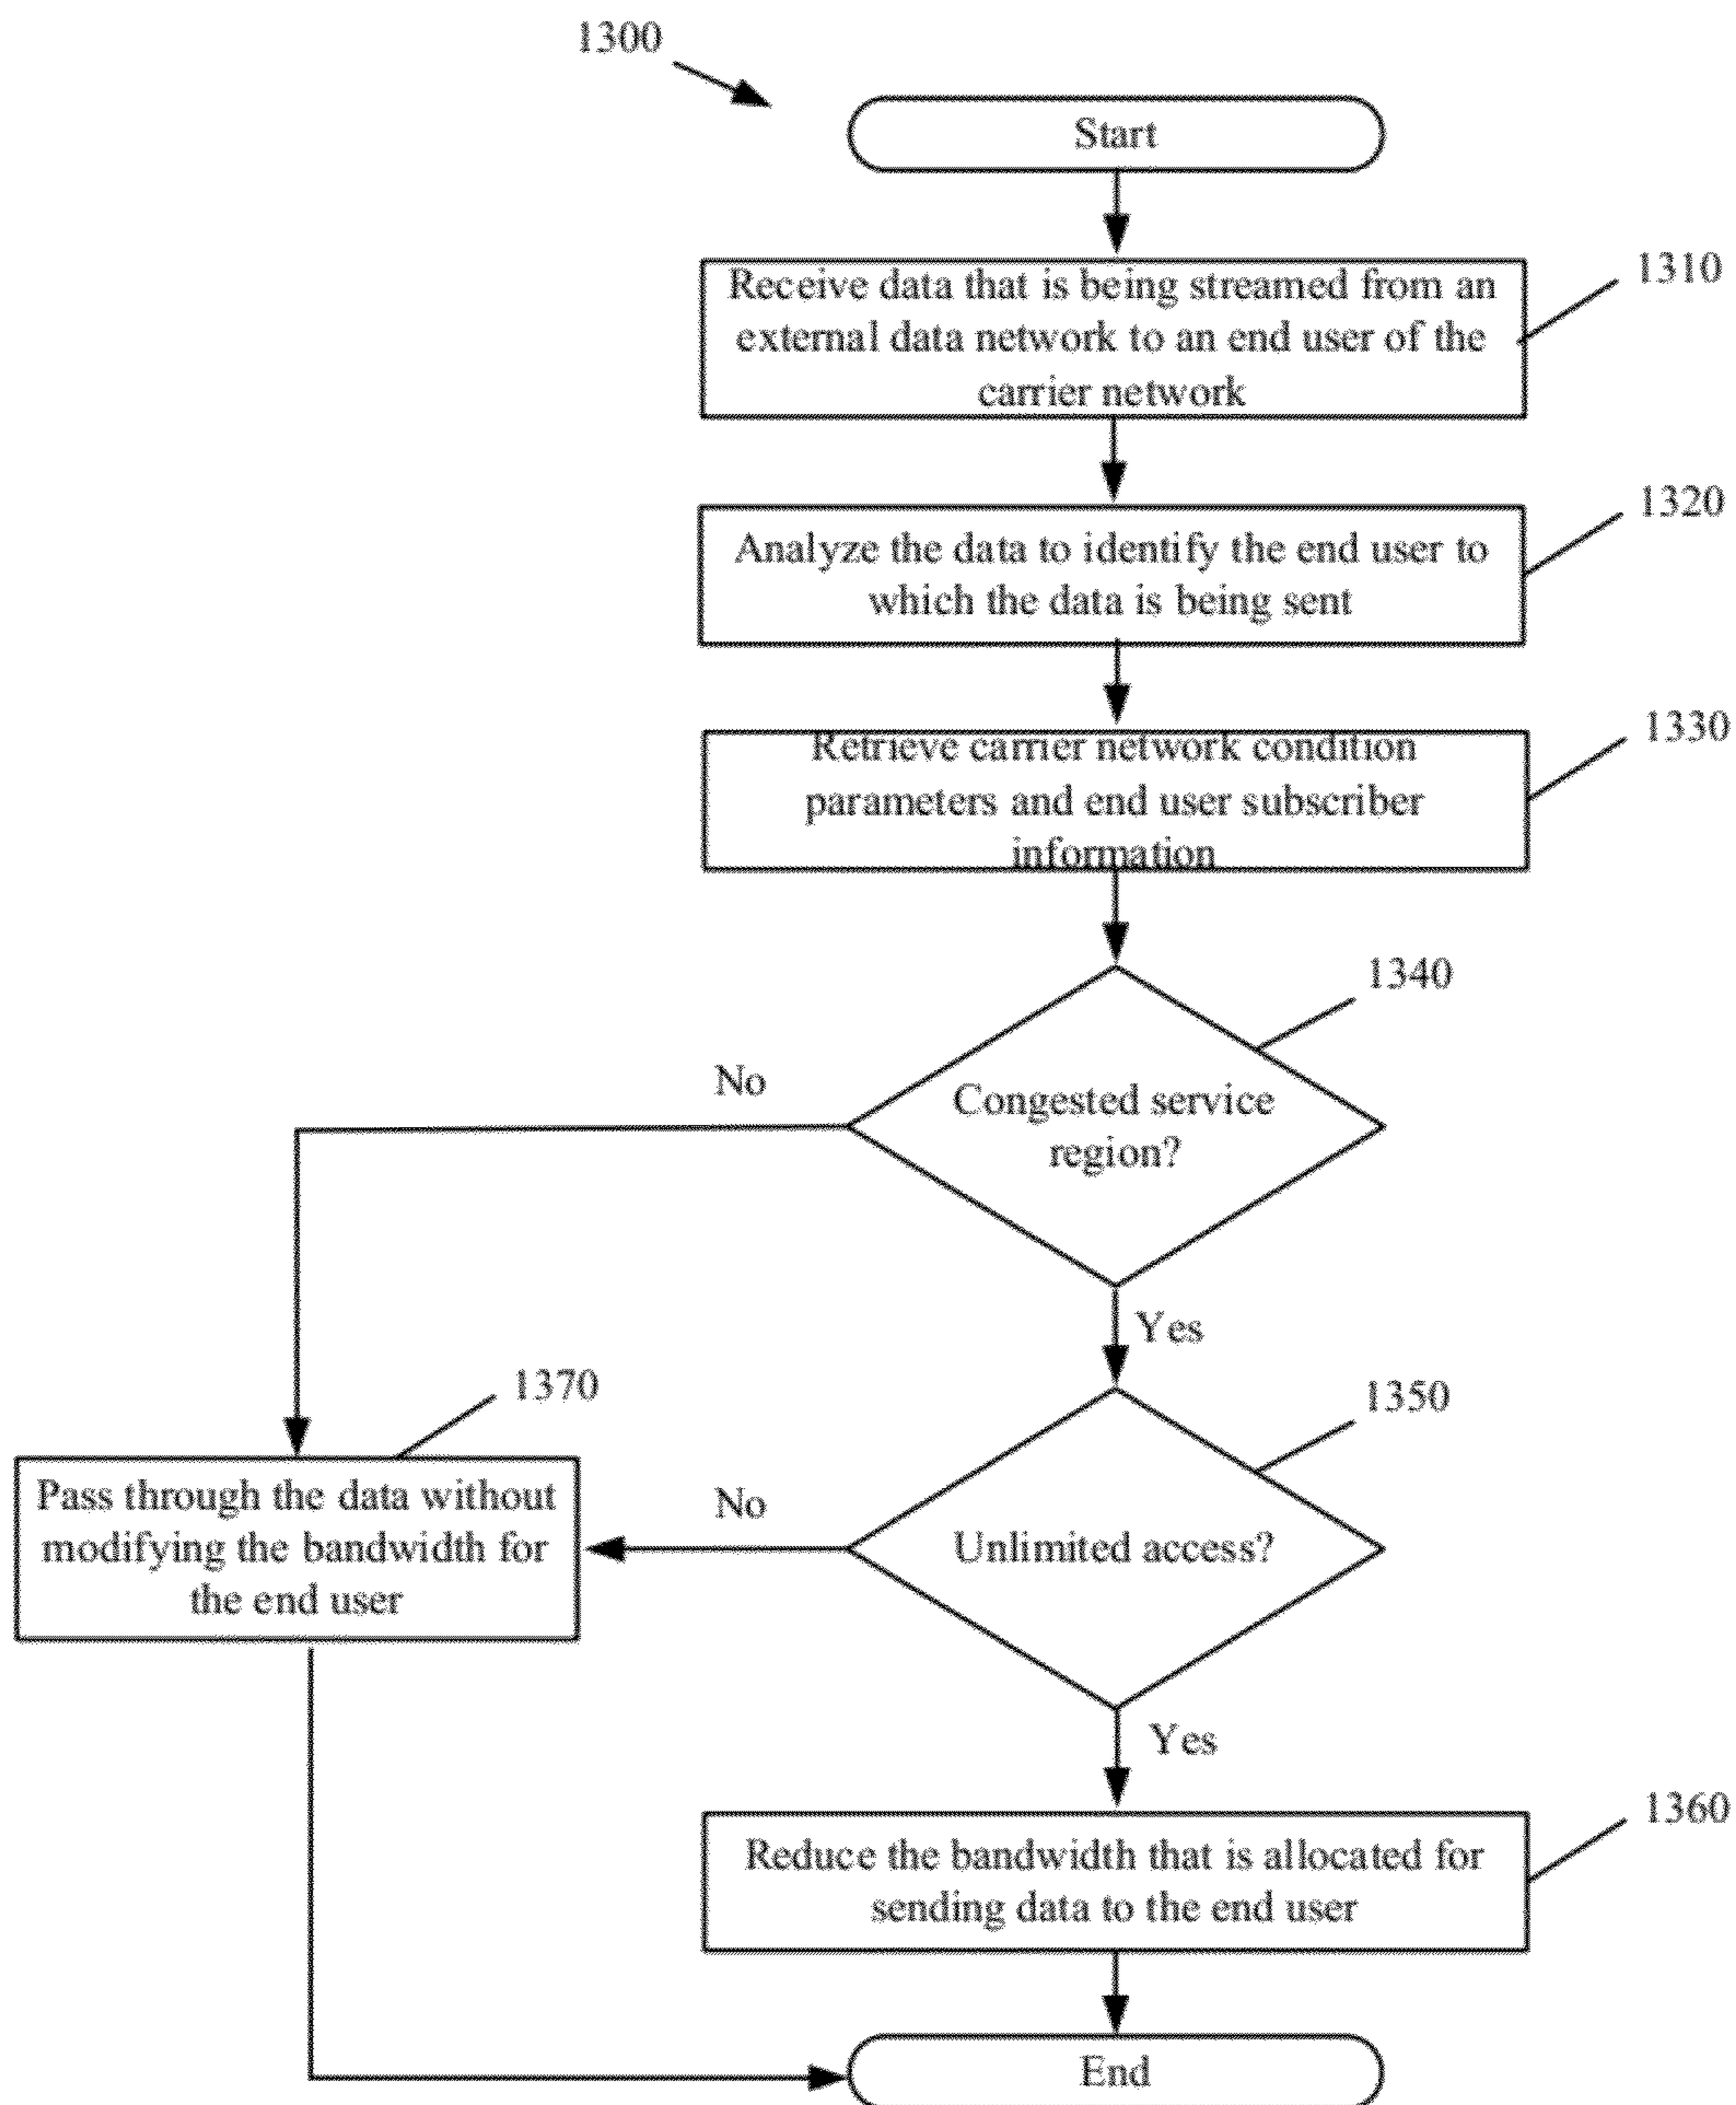 1300
Start
Receive data that is being streamed from an
external data network to an end user of the
carrier network
1310
Analyze the data to identify the end user to
which the data is being sent
1320
Retrieve carrier network condition
parameters and end user subscriber
information
1330
1340
Congested service
region?
No
Yes
1370
1350
Pass through the data without
modifying the bandwidth for
the end user
No
Unlimited access?
Yes
1360
Reduce the bandwidth that is allocated for
sending data to the end user
End